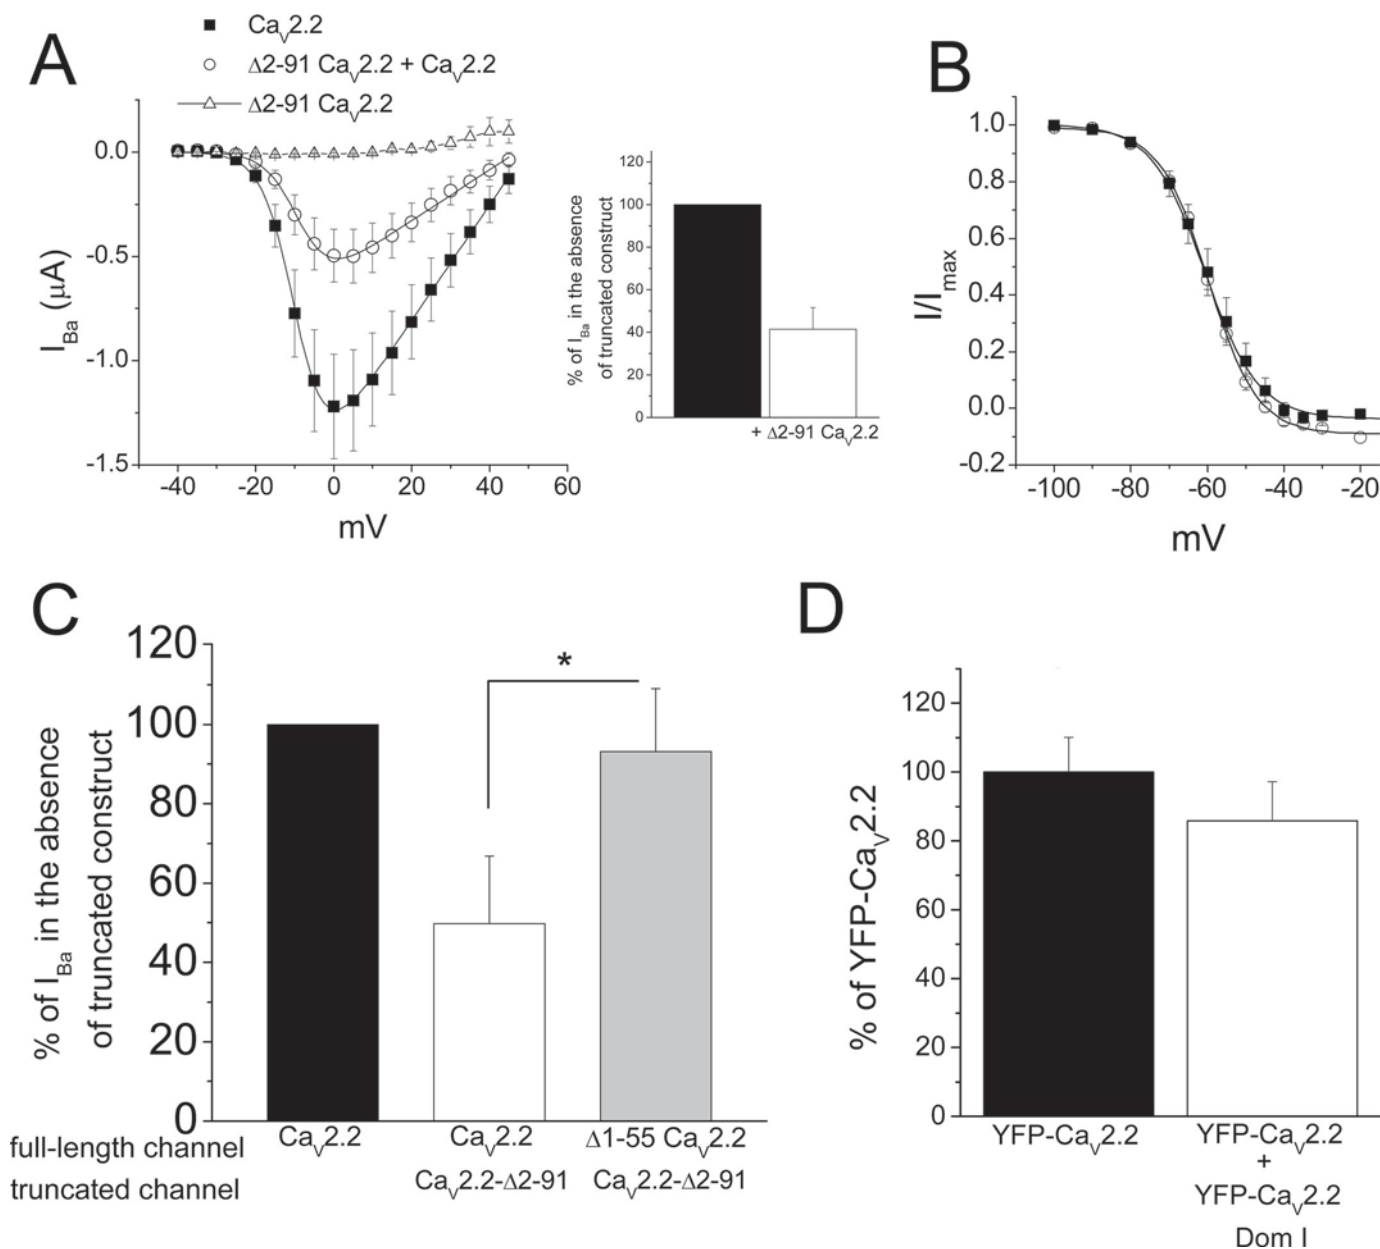 A
Caᵥ2.2
Δ2-91 Caᵥ2.2 + Caᵥ2.2
Δ2-91 Caᵥ2.2
0.0
-0.5
-1.0
-1.5
I_Ba (μA)
-40 -20 0 20 40 60
mV
120
100
80
60
40
20
0
% of I_Ba in the absence
of truncated construct
+ Δ2-91 Caᵥ2.2
B
1.0
0.8
0.6
0.4
0.2
0.0
-0.2
I/I_max
-100 -80 -60 -40 -20
mV
C
120
100
80
60
40
20
0
% of I_Ba in the absence
of truncated construct
*
full-length channel Caᵥ2.2 Caᵥ2.2 Δ1-55 Caᵥ2.2
truncated channel Caᵥ2.2-Δ2-91 Caᵥ2.2-Δ2-91
D
120
100
80
60
40
20
0
% of YFP-Caᵥ2.2
YFP-Caᵥ2.2 YFP-Caᵥ2.2
+
YFP-Caᵥ2.2
Dom I